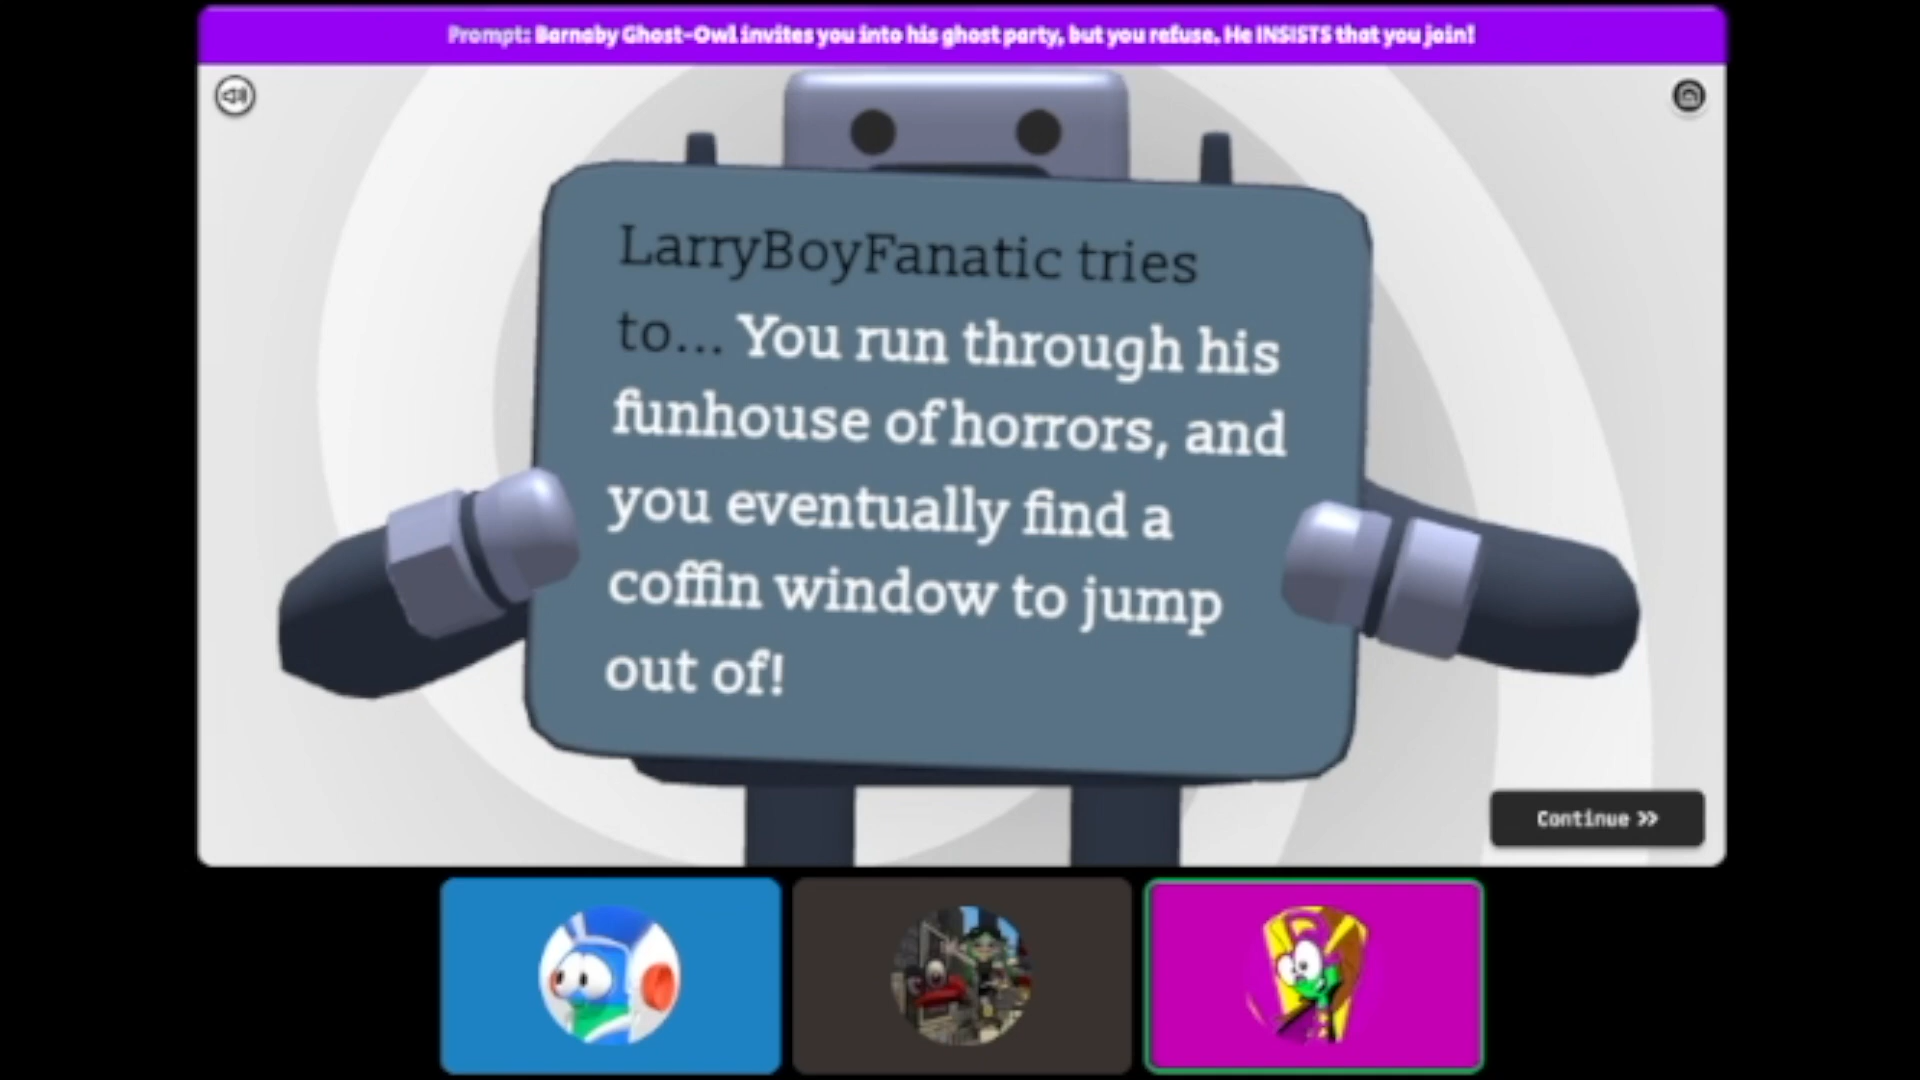 Prompt: Barnaby Ghost-Owl invites you into his ghost party, but you refuse. He INSISTS that you join!
LarryBoyFanatic tries
to... You run through his
funhouse of horrors, and
you eventually find a
coffin window to jump
out of!
Continue >>